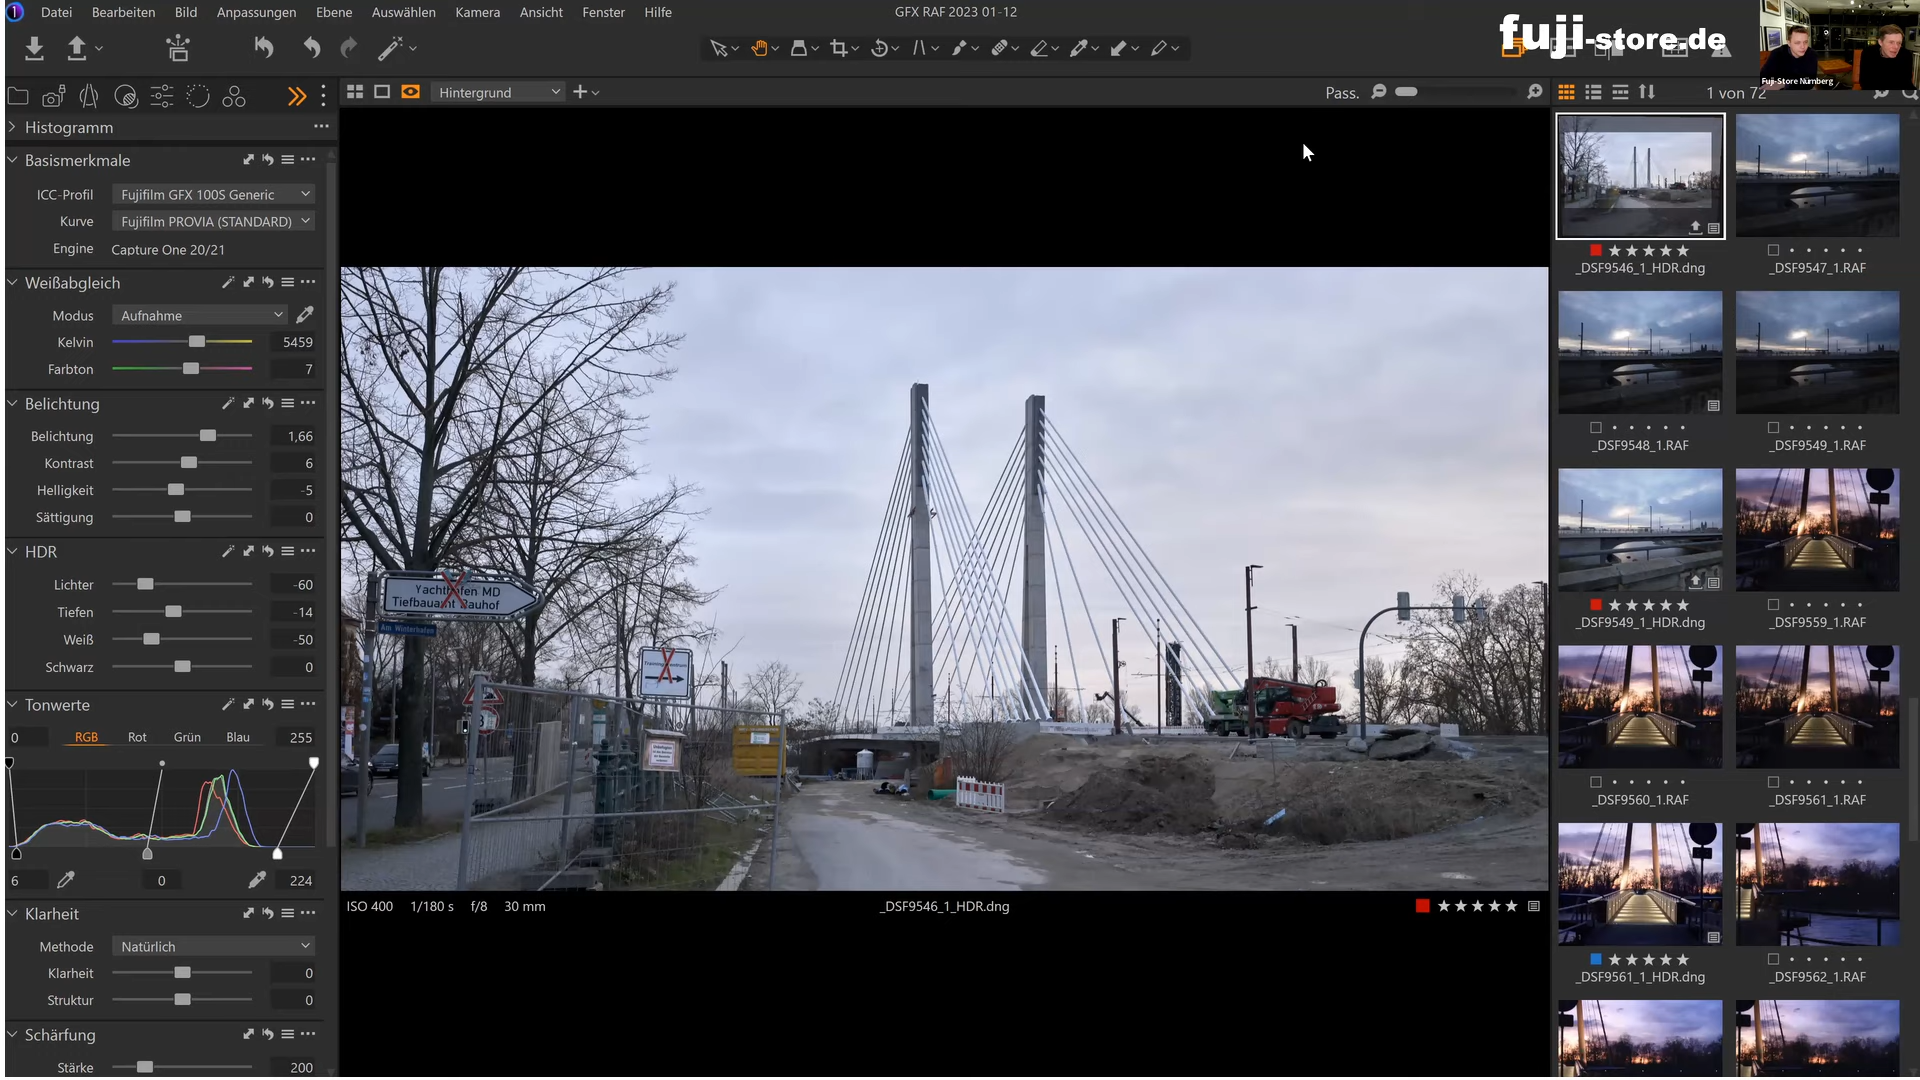 Datei Bearbeiten Bild Anpassungen Ebene Auswählen Kamera Ansicht Fenster Hilfe
GFX RAF 2023 01-12
fuji-store.de
Fuji-Store Nürnberg
Hintergrund
Pass.
1 von 72
Histogramm
Basismerkmale
ICC-Profil Fujifilm GFX 100S Generic
Kurve Fujifilm PROVIA (STANDARD)
Engine Capture One 20/21
Weißabgleich
Modus Aufnahme
Kelvin 5459
Farbton 7
Belichtung
Belichtung 1,66
Kontrast 6
Helligkeit -5
Sättigung 0
HDR
Lichter -60
Tiefen -14
Weiß -50
Schwarz 0
Tonwerte
0 RGB Rot Grün Blau 255
6 0 224
Klarheit
Methode Natürlich
Klarheit 0
Struktur 0
Schärfung
Stärke 200
Yachthafen MD
Tiefbauamt Bauhof
Am Winterhafen
ISO 400 1/180 s f/8 30 mm
_DSF9546_1_HDR.dng
_DSF9546_1_HDR.dng
_DSF9547_1.RAF
_DSF9548_1.RAF
_DSF9549_1.RAF
_DSF9549_1_HDR.dng
_DSF9559_1.RAF
_DSF9560_1.RAF
_DSF9561_1.RAF
_DSF9561_1_HDR.dng
_DSF9562_1.RAF